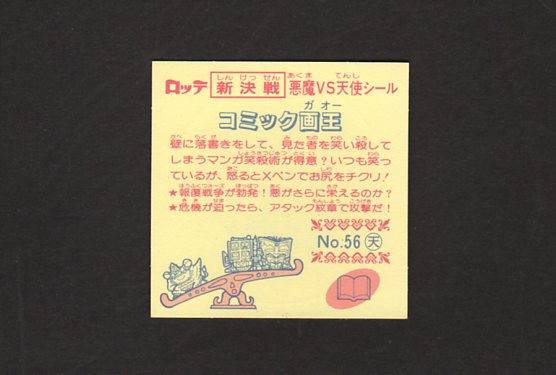 ロッテ 新決戦 悪魔VS天使シール
コミック画王
壁に落書きをして、見た者を笑い殺して
しまうマンガ笑殺術が得意?いつも笑っ
ているが、怒るとXペンでお尻をチクリ!
★報復戦争が勃発!悪がさらに栄えるのか?
★危機が迫ったら、アタック紋章で攻撃だ!
No.56 天